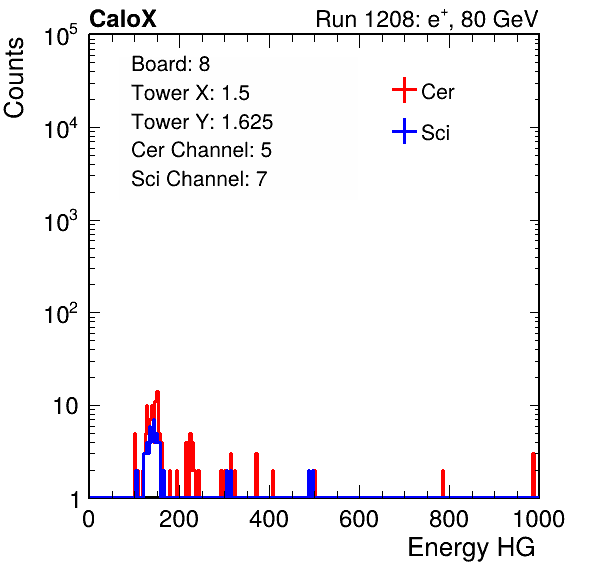 CaloX Run 1208: e⁺, 80 GeV
Counts
10⁵
10⁴
10³
10²
10
1
Board: 8
Tower X: 1.5
Tower Y: 1.625
Cer Channel: 5
Sci Channel: 7
Cer
Sci
0 200 400 600 800 1000
Energy HG